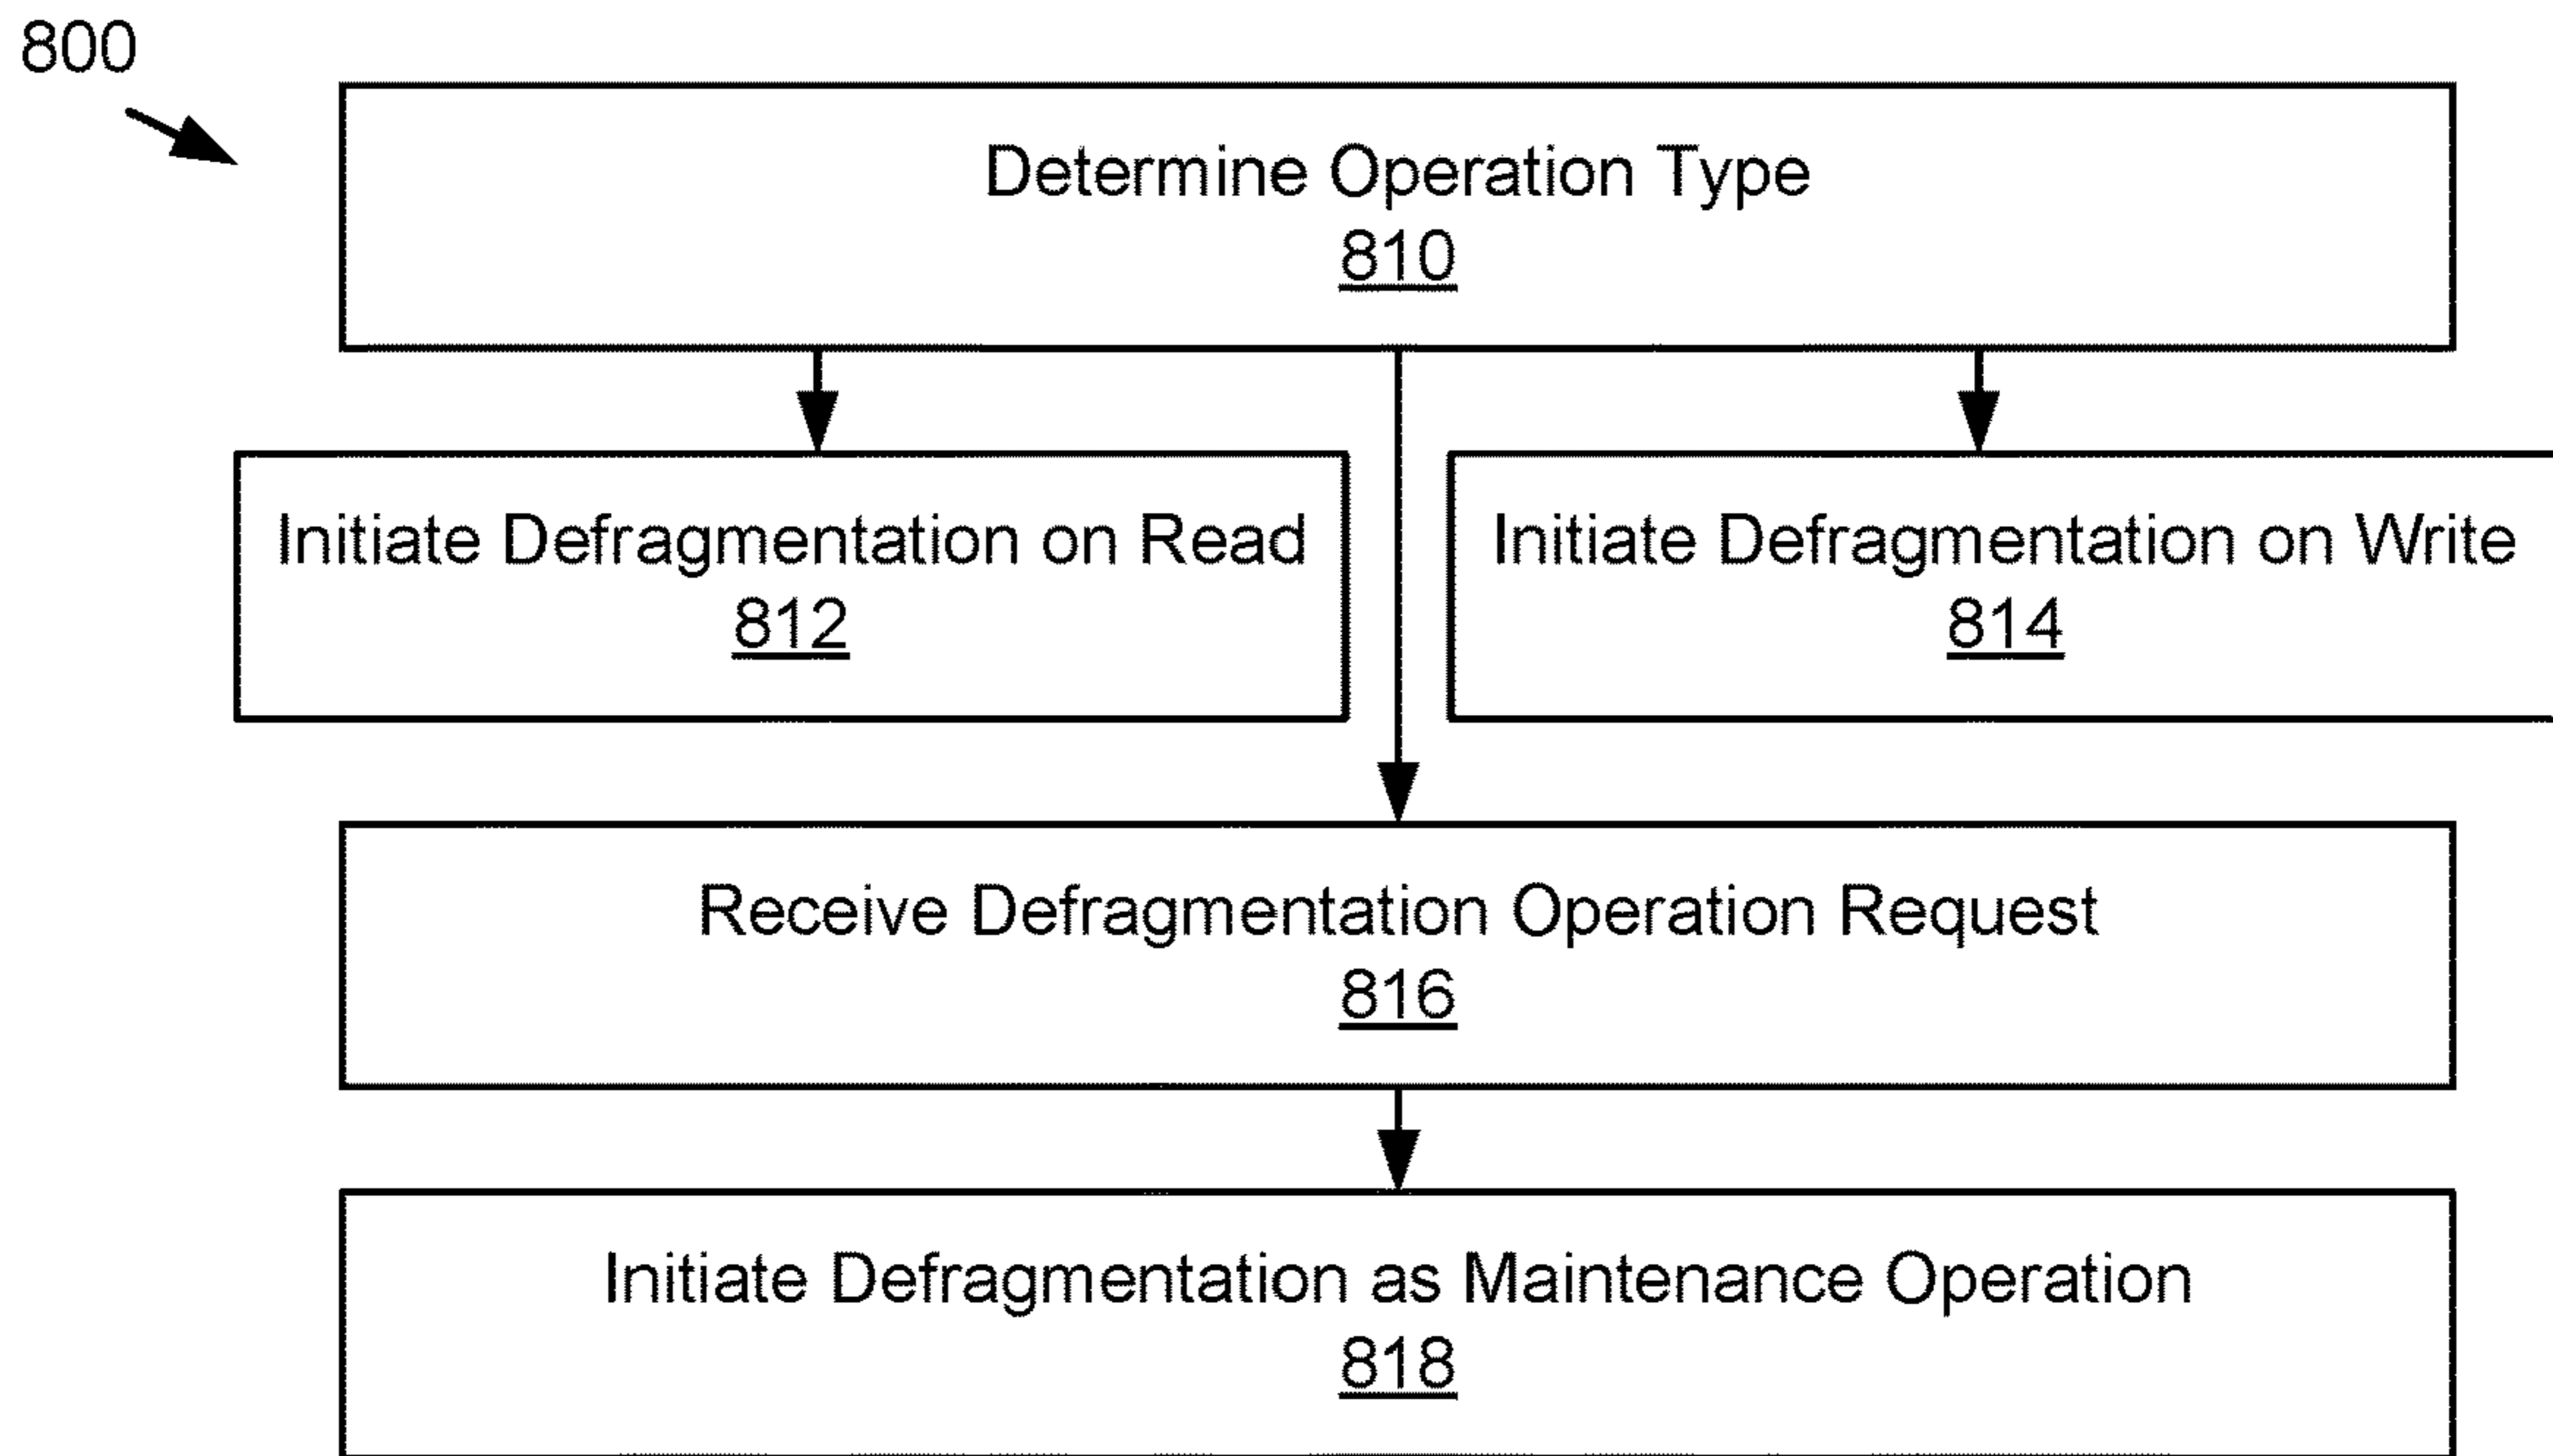 800
Determine Operation Type
810
Initiate Defragmentation on Read
812
Initiate Defragmentation on Write
814
Receive Defragmentation Operation Request
816
Initiate Defragmentation as Maintenance Operation
818